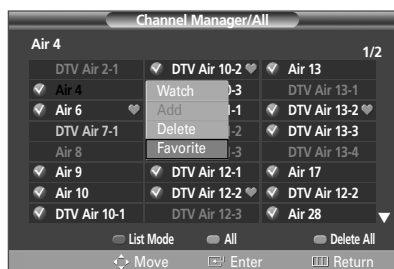 Channel Manager/All
Air 4 1/2
DTV Air 2-1 DTV Air 10-2 Air 13
Air 4 Watch 0-3 DTV Air 13-1
Air 6 Add 1-1 DTV Air 13-2
DTV Air 7-1 Delete 1-2 DTV Air 13-3
Air 8 Favorite 1-3 DTV Air 13-4
Air 9 DTV Air 12-1 Air 17
Air 10 DTV Air 12-2 DTV Air 12-2
DTV Air 10-1 DTV Air 12-3 Air 28
List Mode All Delete All
Move Enter Return